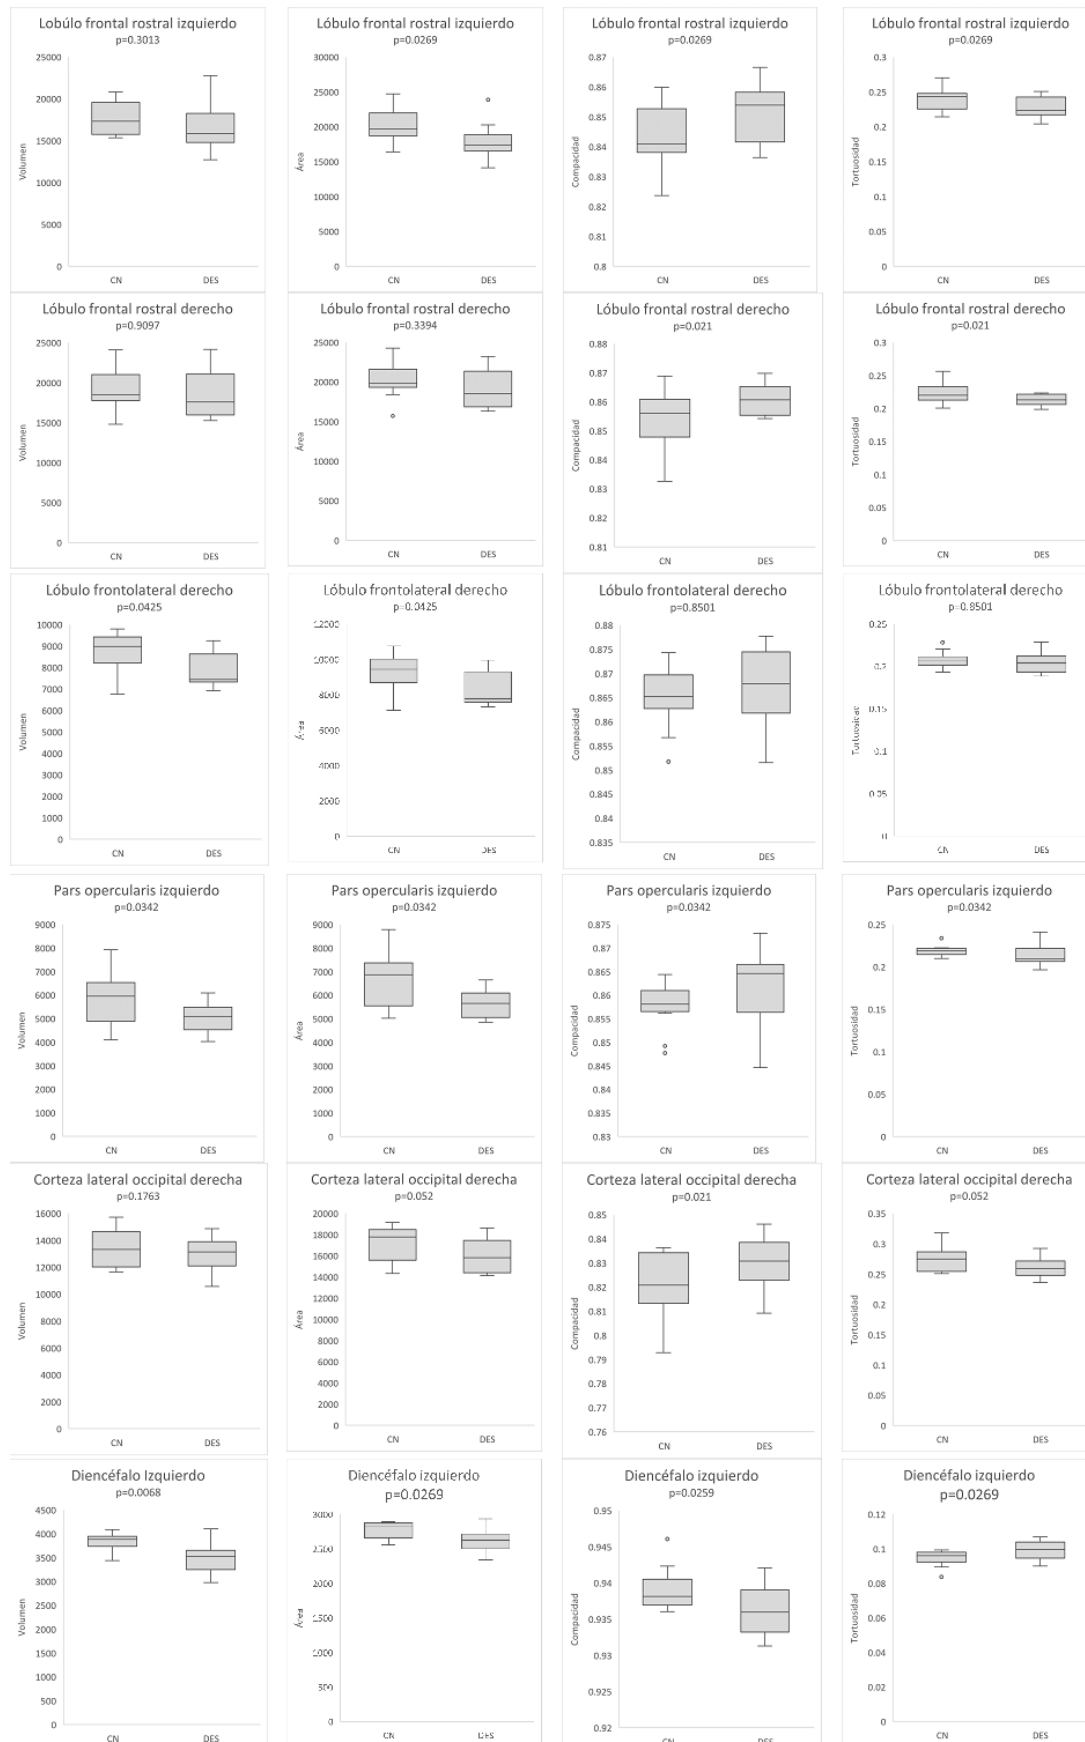 Lobúlo frontal rostral izquierdo
p=0.3013
25000
20000
15000
10000
5000
0
Volumen
CN DES
Lóbulo frontal rostral izquierdo
p=0.0269
30000
25000
20000
15000
10000
5000
0
Área
CN DES
Lóbulo frontal rostral izquierdo
p=0.0269
0.87
0.86
0.85
0.84
0.83
0.82
0.81
0.8
Compacidad
CN DES
Lóbulo frontal rostral izquierdo
p=0.0269
0.3
0.25
0.2
0.15
0.1
0.05
0
Tortuosidad
CN DES
Lóbulo frontal rostral derecho
p=0.9097
25000
20000
15000
10000
5000
0
Volumen
CN DES
Lóbulo frontal rostral derecho
p=0.3394
25000
20000
15000
10000
5000
0
Área
CN DES
Lóbulo frontal rostral derecho
p=0.021
0.88
0.87
0.86
0.85
0.84
0.83
0.82
0.81
Compacidad
CN DES
Lóbulo frontal rostral derecho
p=0.021
0.3
0.25
0.2
0.15
0.1
0.05
0
Tortuosidad
CN DES
Lóbulo frontolateral derecho
p=0.0425
10000
9000
8000
7000
6000
5000
4000
3000
2000
1000
0
Volumen
CN DES
Lóbulo frontolateral derecho
p=0.0425
12000
10000
8000
6000
4000
2000
0
Área
CN DES
Lóbulo frontolateral derecho
p=0.8501
0.88
0.875
0.87
0.865
0.86
0.855
0.85
0.845
0.84
0.835
Compacidad
CN DES
Lóbulo frontolateral derecho
p=0.8501
0.25
0.2
0.15
0.1
0.05
0
Tortuosidad
CN DES
Pars opercularis izquierdo
p=0.0342
9000
8000
7000
6000
5000
4000
3000
2000
1000
0
Volumen
CN DES
Pars opercularis izquierdo
p=0.0342
9000
8000
7000
6000
5000
4000
3000
2000
1000
0
Área
CN DES
Pars opercularis izquierdo
p=0.0342
0.875
0.87
0.865
0.86
0.855
0.85
0.845
0.84
0.835
0.83
Compacidad
CN DES
Pars opercularis izquierdo
p=0.0342
0.25
0.2
0.15
0.1
0.05
0
Tortuosidad
CN DES
Corteza lateral occipital derecha
p=0.1763
16000
14000
12000
10000
8000
6000
4000
2000
0
Volumen
CN DES
Corteza lateral occipital derecha
p=0.052
20000
18000
16000
14000
12000
10000
8000
6000
4000
2000
0
Área
CN DES
Corteza lateral occipital derecha
p=0.021
0.85
0.84
0.83
0.82
0.81
0.8
0.79
0.78
0.77
0.76
Compacidad
CN DES
Corteza lateral occipital derecha
p=0.052
0.35
0.3
0.25
0.2
0.15
0.1
0.05
0
Tortuosidad
CN DES
Diencéfalo Izquierdo
p=0.0068
4500
4000
3500
3000
2500
2000
1500
1000
500
0
Volumen
CN DES
Diencéfalo izquierdo
p=0.0269
3000
2500
2000
1500
1000
500
0
Área
CN DES
Diencéfalo izquierdo
p=0.0259
0.95
0.945
0.94
0.935
0.93
0.925
0.92
Compacidad
CN DES
Diencéfalo izquierdo
p=0.0269
0.12
0.1
0.08
0.06
0.04
0.02
0
Tortuosidad
CN DES